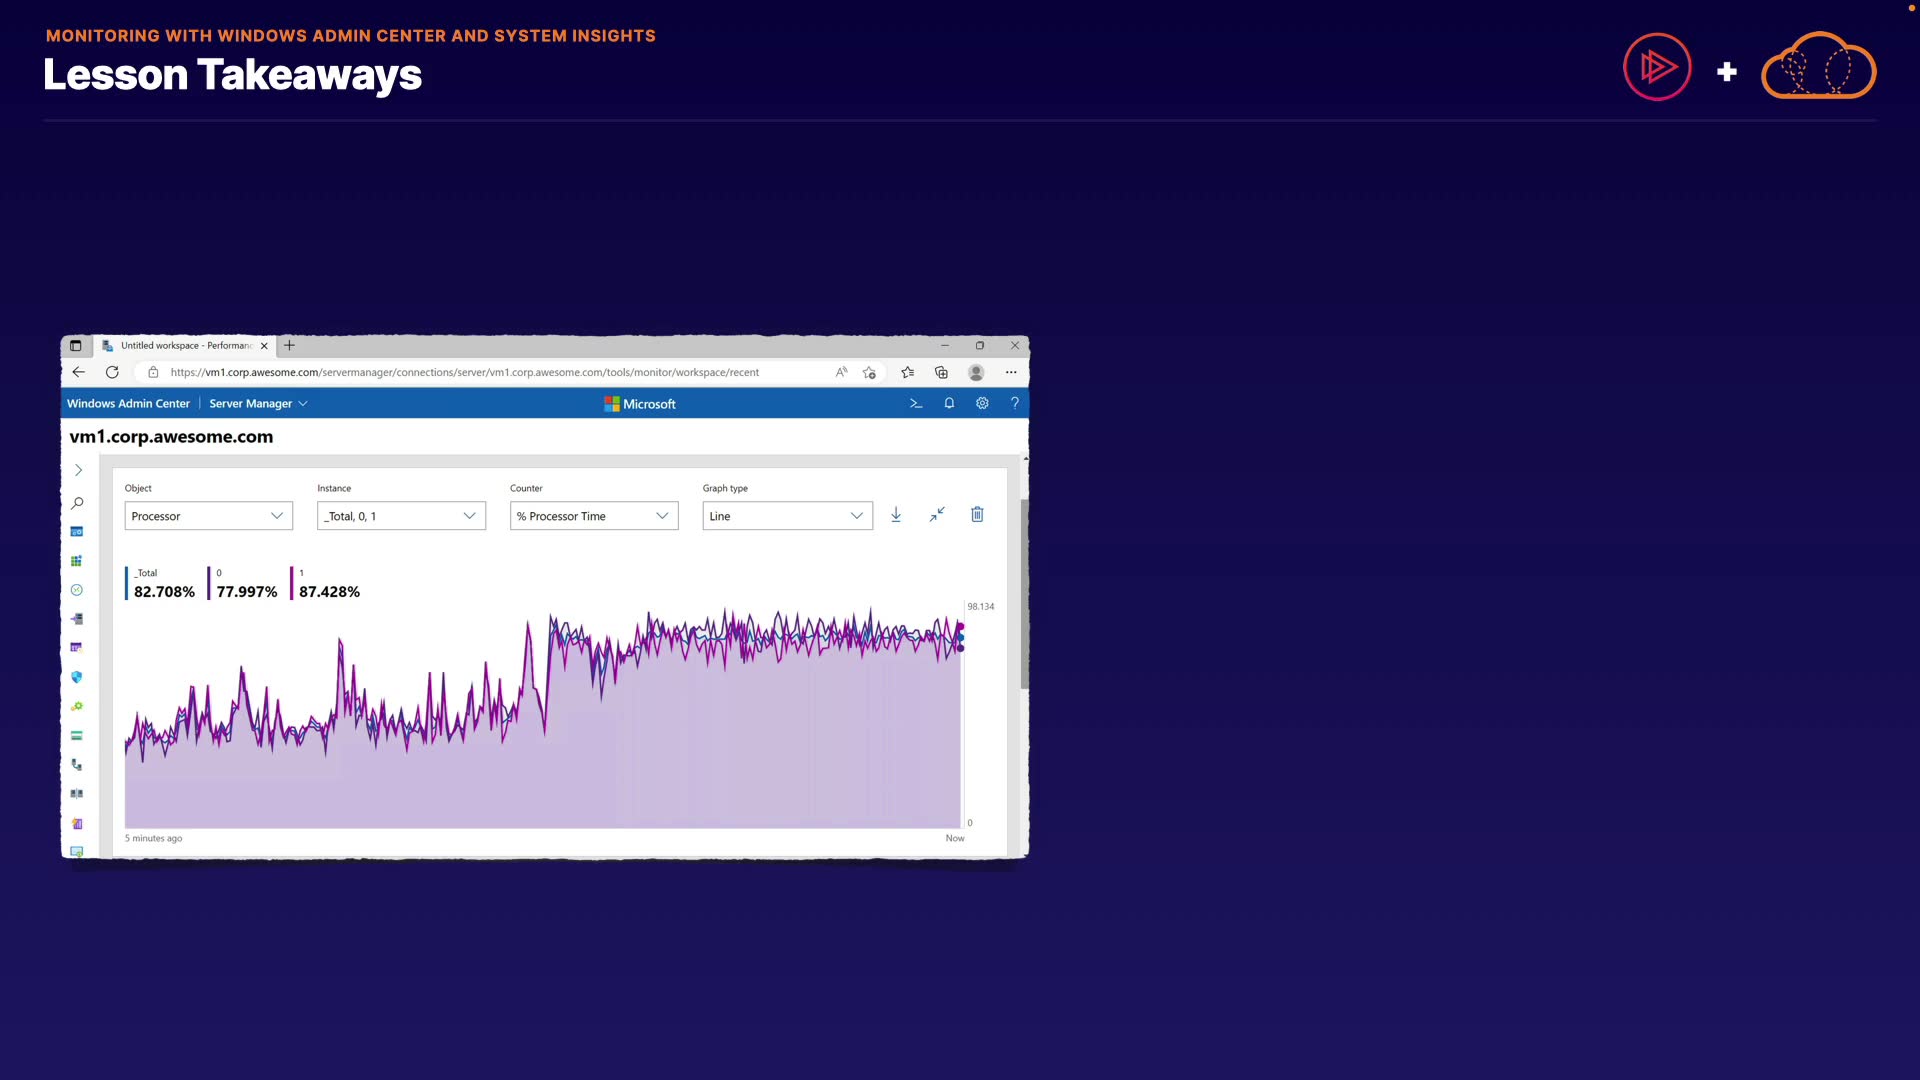 MONITORING WITH WINDOWS ADMIN CENTER AND SYSTEM INSIGHTS
Lesson Takeaways
Untitled workspace - Performanc
https://vm1.corp.awesome.com/servermanager/connections/server/vm1.corp.awesome.com/tools/monitor/workspace/recent
Windows Admin Center | Server Manager
Microsoft
vm1.corp.awesome.com
Object
Instance
Counter
Graph type
Processor
_Total, 0, 1
% Processor Time
Line
_Total
0
1
82.708%
77.997%
87.428%
98.134
0
5 minutes ago
Now